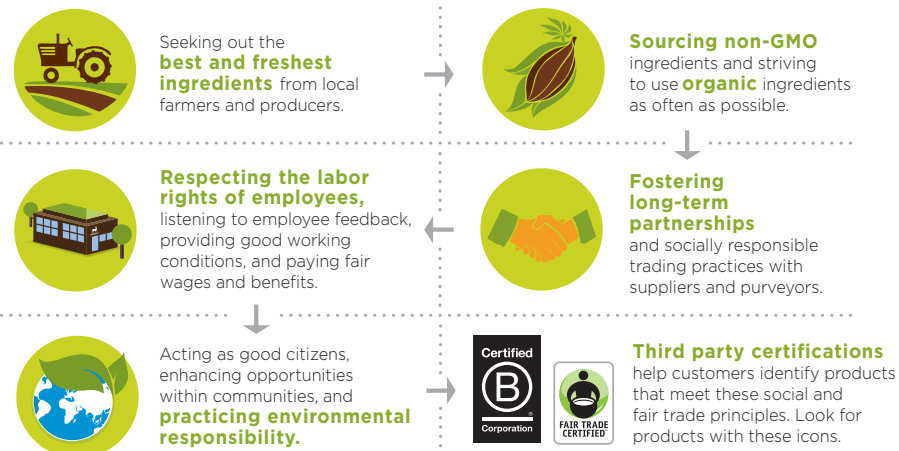 Seeking out the
best and freshest
ingredients from local
farmers and producers.
Sourcing non-GMO
ingredients and striving
to use organic ingredients
as often as possible.
Fostering
long-term
partnerships
and socially responsible
trading practices with
suppliers and purveyors.
Respecting the labor
rights of employees,
listening to employee feedback,
providing good working
conditions, and paying fair
wages and benefits.
Acting as good citizens,
enhancing opportunities
within communities, and
practicing environmental
responsibility.
Certified
B
®
Corporation
FAIR TRADE
CERTIFIED
Third party certifications
help customers identify products
that meet these social and
fair trade principles. Look for
products with these icons.